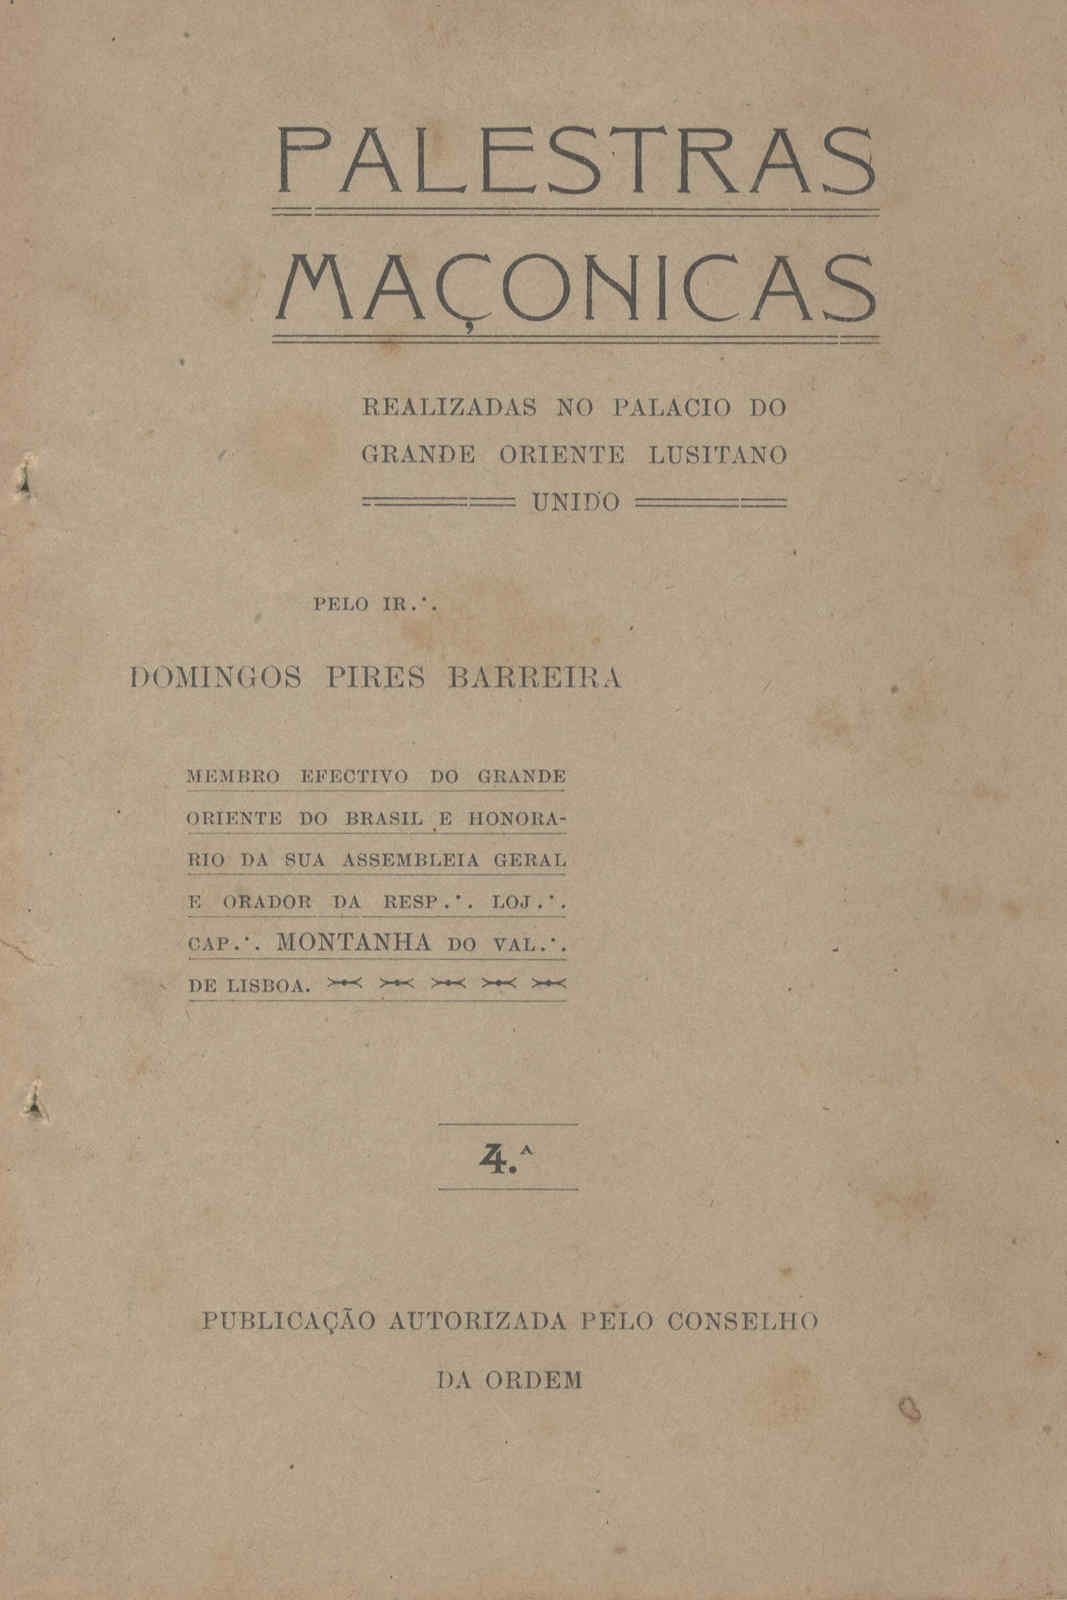 PALESTRAS
MAÇONICAS
REALIZADAS NO PALACIO DO
GRANDE ORIENTE LUSITANO
UNIDO
PELO IR.·.
DOMINGOS PIRES BARREIRA
MEMBRO EFECTIVO DO GRANDE
ORIENTE DO BRASIL E HONORA-
RIO DA SUA ASSEMBLEIA GERAL
E ORADOR DA RESP.·. LOJ.·.
CAP.·. MONTANHA DO VAL.·.
DE LISBOA.
4.ᴬ
PUBLICAÇÃO AUTORIZADA PELO CONSELHO
DA ORDEM